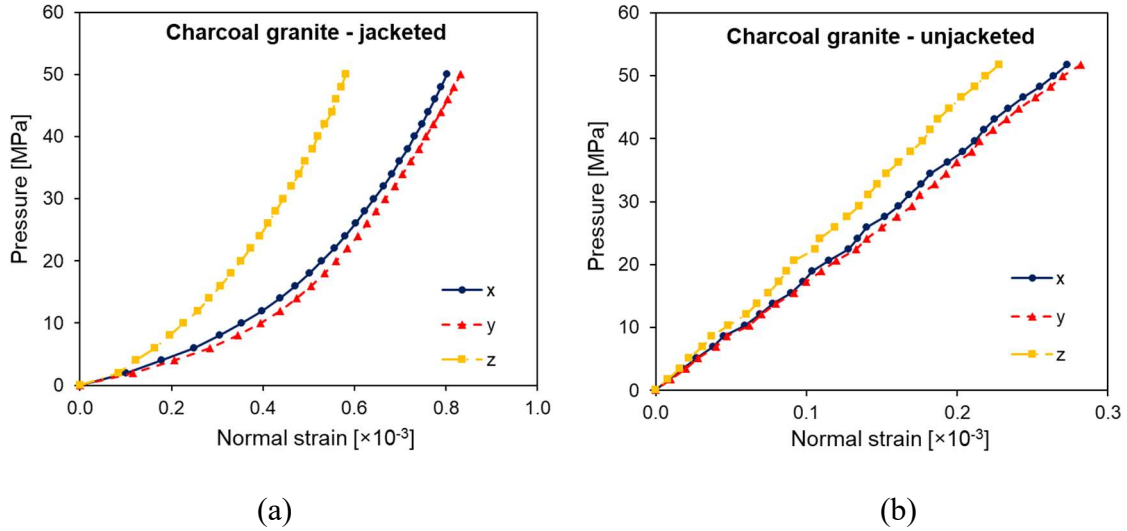 Charcoal granite - jacketed
Pressure [MPa]
60
50
40
30
20
10
0
x
y
z
0.0 0.2 0.4 0.6 0.8 1.0
Normal strain [×10⁻³]
(a)
Charcoal granite - unjacketed
Pressure [MPa]
60
50
40
30
20
10
0
x
y
z
0.0 0.1 0.2 0.3
Normal strain [×10⁻³]
(b)